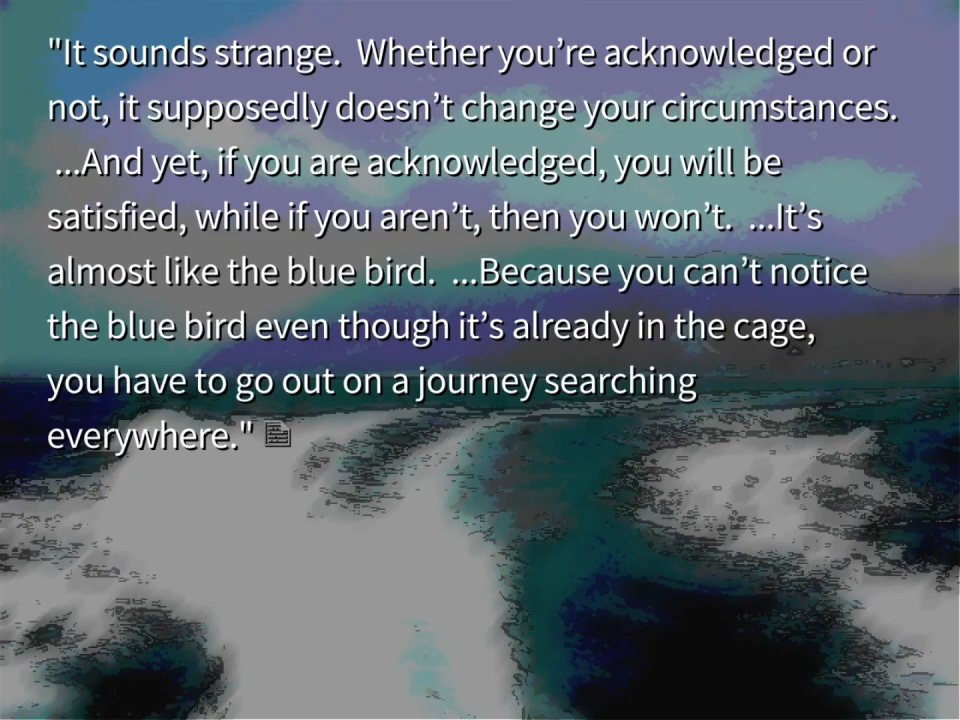 "It sounds strange.  Whether you’re acknowledged or
not, it supposedly doesn’t change your circumstances.
...And yet, if you are acknowledged, you will be
satisfied, while if you aren’t, then you won’t.  ...It’s
almost like the blue bird.  ...Because you can’t notice
the blue bird even though it’s already in the cage,
you have to go out on a journey searching
everywhere."